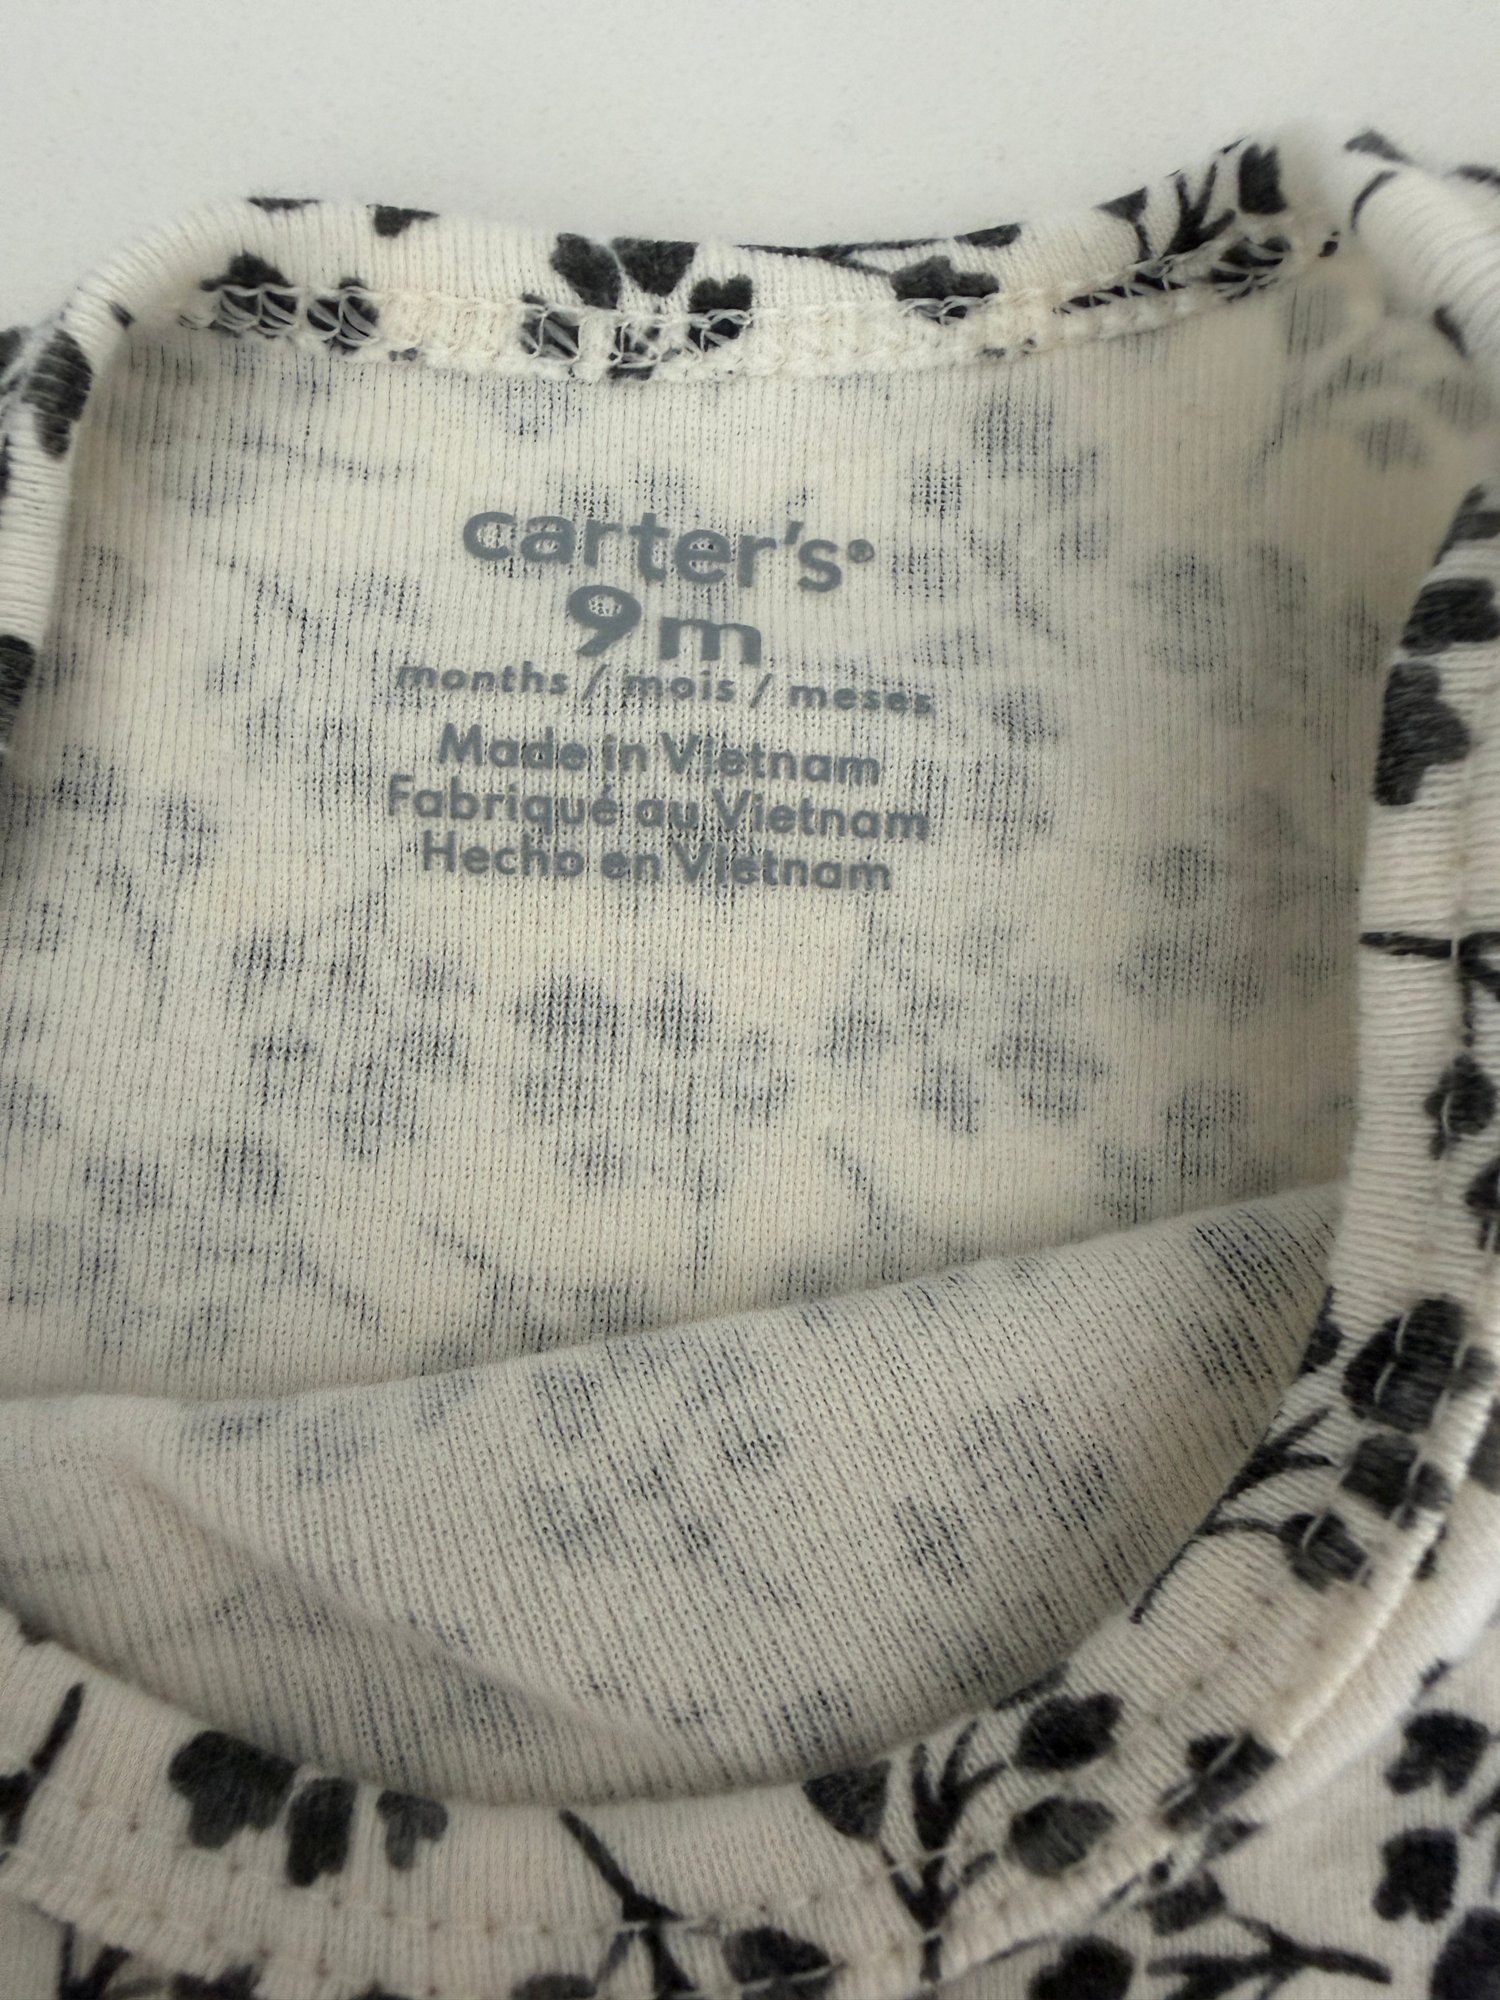 carter's®
9m
months / mois / meses
Made in Vietnam
Fabriqué au Vietnam
Hecho en Vietnam